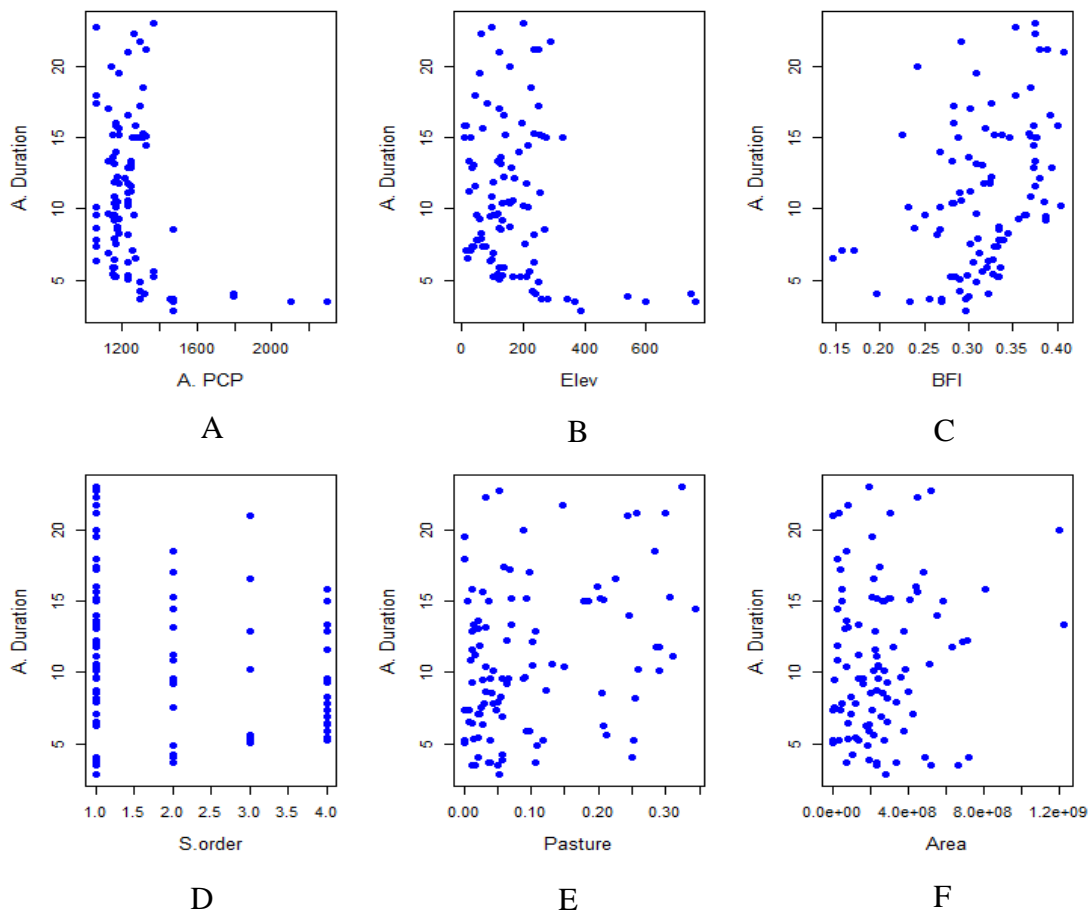 A. Duration
5 10 15 20
1200 1600 2000
A. PCP
A
A. Duration
5 10 15 20
0 200 400 600
Elev
B
A. Duration
5 10 15 20
0.15 0.20 0.25 0.30 0.35 0.40
BFI
C
A. Duration
5 10 15 20
1.0 1.5 2.0 2.5 3.0 3.5 4.0
S.order
D
A. Duration
5 10 15 20
0.00 0.10 0.20 0.30
Pasture
E
A. Duration
5 10 15 20
0.0e+00 4.0e+08 8.0e+08 1.2e+09
Area
F